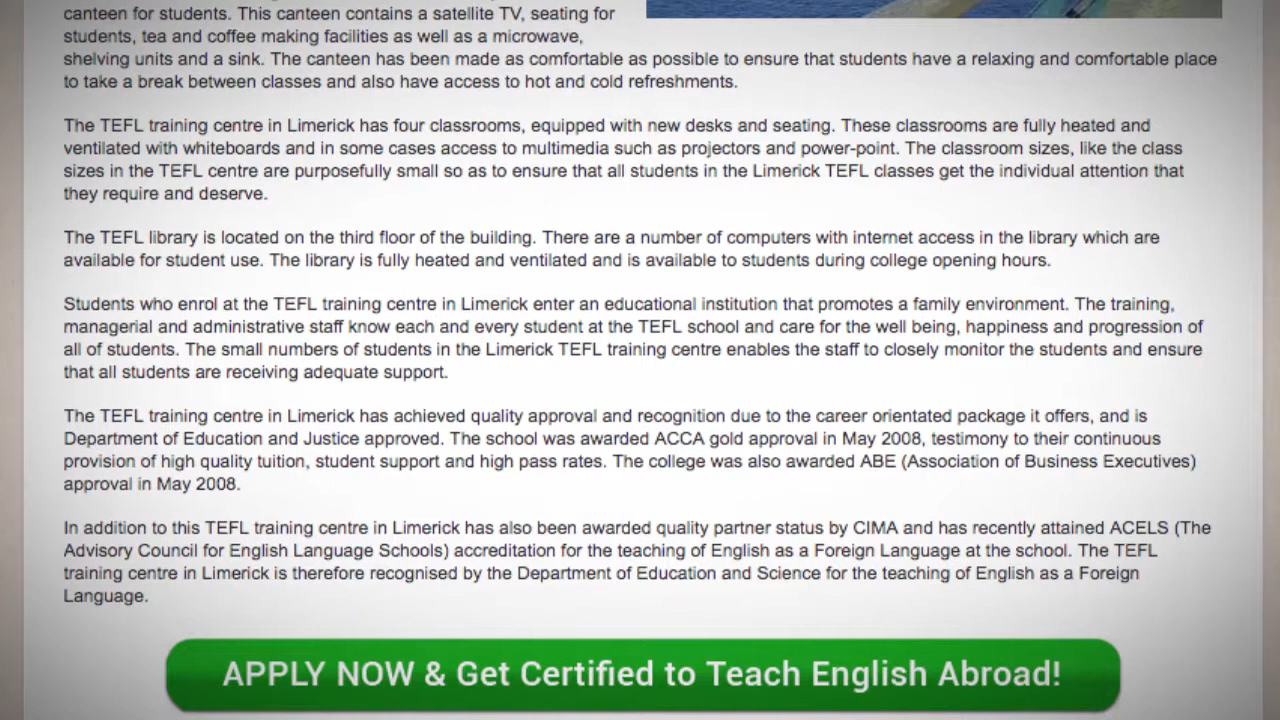 canteen for students. This canteen contains a satellite TV, seating for
students, tea and coffee making facilities as well as a microwave,
shelving units and a sink. The canteen has been made as comfortable as possible to ensure that students have a relaxing and comfortable place
to take a break between classes and also have access to hot and cold refreshments.
The TEFL training centre in Limerick has four classrooms, equipped with new desks and seating. These classrooms are fully heated and
ventilated with whiteboards and in some cases access to multimedia such as projectors and power-point. The classroom sizes, like the class
sizes in the TEFL centre are purposefully small so as to ensure that all students in the Limerick TEFL classes get the individual attention that
they require and deserve.
The TEFL library is located on the third floor of the building. There are a number of computers with internet access in the library which are
available for student use. The library is fully heated and ventilated and is available to students during college opening hours.
Students who enrol at the TEFL training centre in Limerick enter an educational institution that promotes a family environment. The training,
managerial and administrative staff know each and every student at the TEFL school and care for the well being, happiness and progression of
all of students. The small numbers of students in the Limerick TEFL training centre enables the staff to closely monitor the students and ensure
that all students are receiving adequate support.
The TEFL training centre in Limerick has achieved quality approval and recognition due to the career orientated package it offers, and is
Department of Education and Justice approved. The school was awarded ACCA gold approval in May 2008, testimony to their continuous
provision of high quality tuition, student support and high pass rates. The college was also awarded ABE (Association of Business Executives)
approval in May 2008.
In addition to this TEFL training centre in Limerick has also been awarded quality partner status by CIMA and has recently attained ACELS (The
Advisory Council for English Language Schools) accreditation for the teaching of English as a Foreign Language at the school. The TEFL
training centre in Limerick is therefore recognised by the Department of Education and Science for the teaching of English as a Foreign
Language.
APPLY NOW & Get Certified to Teach English Abroad!